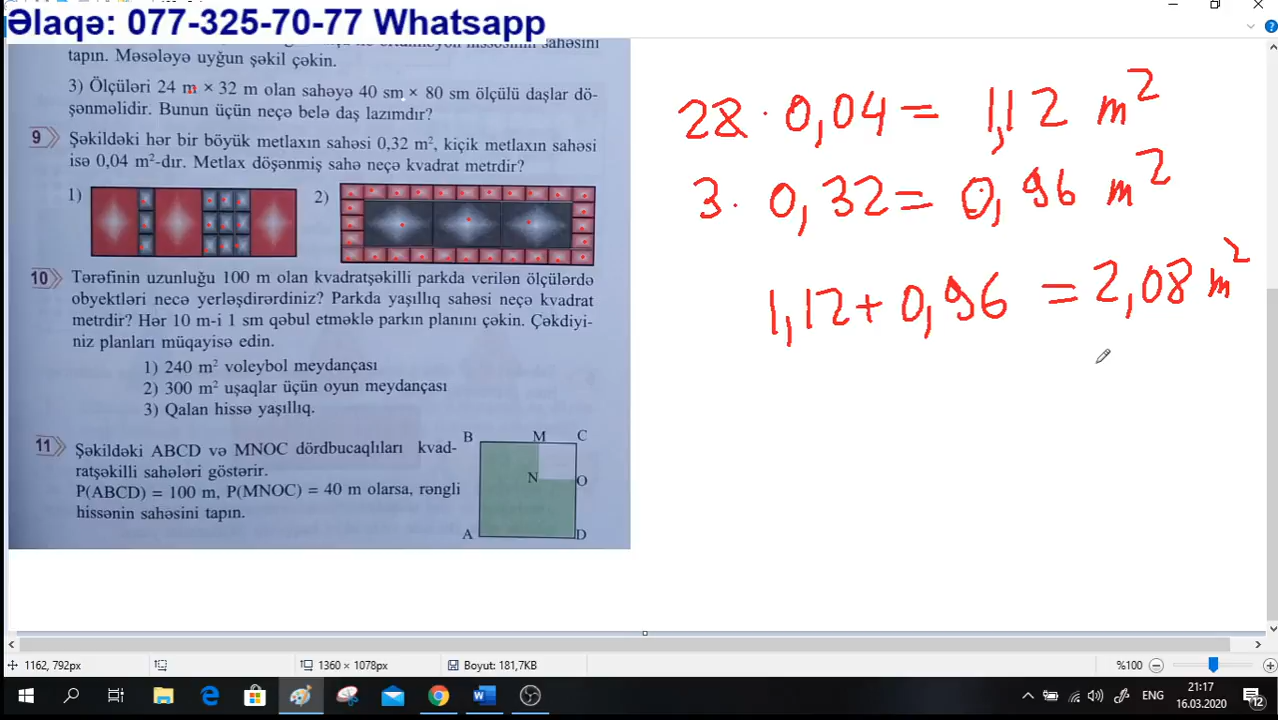 Əlaqə: 077-325-70-77 Whatsapp
tapın. Məsələyə uyğun şəkil çəkin.
3) Ölçüləri 24 m × 32 m olan sahəyə 40 sm × 80 sm ölçülü daşlar dö-
şənməlidir. Bunun üçün neçə belə daş lazımdır?
9 Şəkildəki hər bir böyük metlaxın sahəsi 0,32 m², kiçik metlaxın sahəsi
isə 0,04 m²-dır. Metlax döşənmiş sahə neçə kvadrat metrdir?
1) 2)
10 Tərəfinin uzunluğu 100 m olan kvadratşəkilli parkda verilən ölçülərdə
obyektləri necə yerləşdirərdiniz? Parkda yaşıllıq sahəsi neçə kvadrat
metrdir? Hər 10 m-i 1 sm qəbul etməklə parkın planını çəkin. Çəkdiyi-
niz planları müqayisə edin.
1) 240 m² voleybol meydançası
2) 300 m² uşaqlar üçün oyun meydançası
3) Qalan hissə yaşıllıq.
11 Şəkildəki ABCD və MNOC dördbucaqlıları kvad-
ratşəkilli sahələri göstərir.
P(ABCD) = 100 m, P(MNOC) = 40 m olarsa, rəngli
hissənin sahəsini tapın.
B M C
N O
A D
28 · 0,04 = 1,12 m²
3 · 0,32 = 0,96 m²
1,12 + 0,96 = 2,08 m²
1162, 792px
1360 × 1078px
Boyut: 181,7KB
%100
ENG
21:17
16.03.2020
12